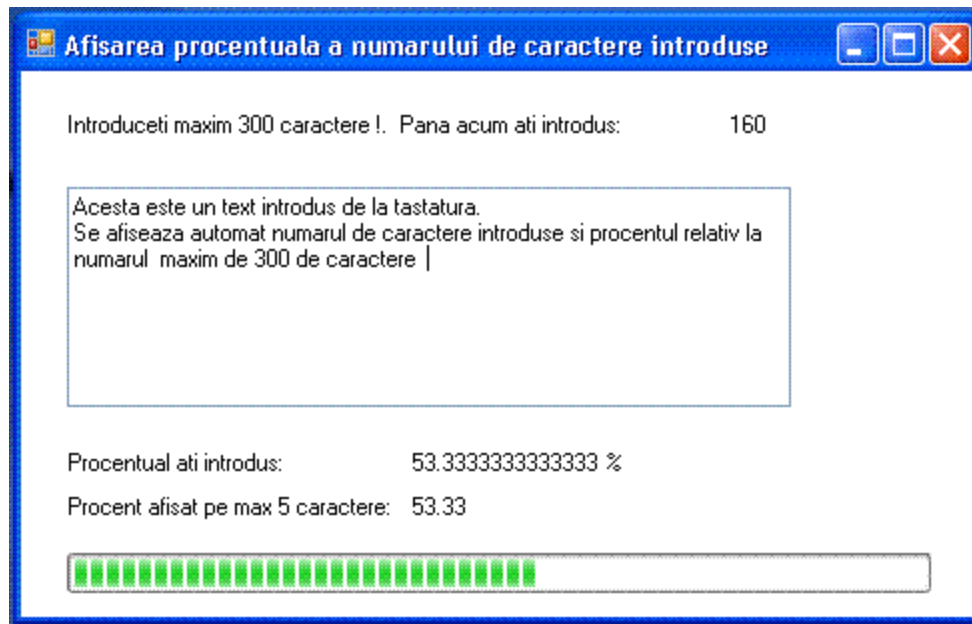 Afisarea procentuala a numarului de caractere introduse
Introduceti maxim 300 caractere !. Pana acum ati introdus: 160
Acesta este un text introdus de la tastatura.
Se afiseaza automat numarul de caractere introduse si procentul relativ la
numarul  maxim de 300 de caractere
Procentual ati introdus: 53.3333333333333 %
Procent afisat pe max 5 caractere: 53.33